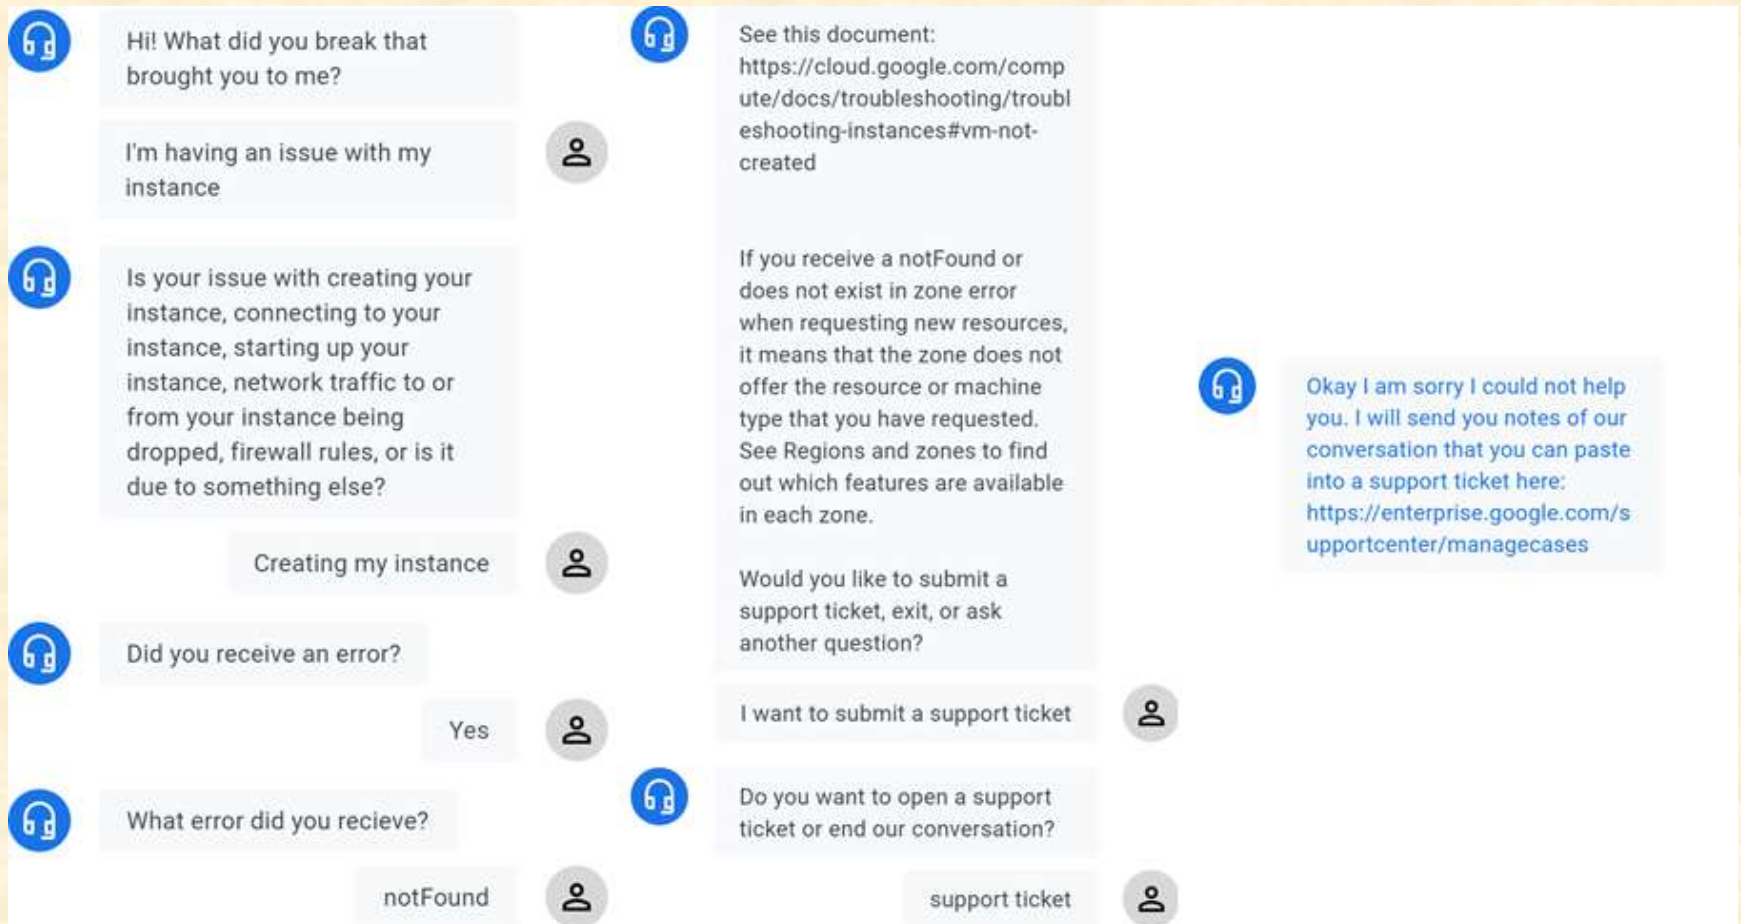 Hi! What did you break that
brought you to me?
I'm having an issue with my
instance
Is your issue with creating your
instance, connecting to your
instance, starting up your
instance, network traffic to or
from your instance being
dropped, firewall rules, or is it
due to something else?
Creating my instance
Did you receive an error?
Yes
What error did you recieve?
notFound
See this document:
https://cloud.google.com/comp
ute/docs/troubleshooting/troubl
eshooting-instances#vm-not-
created
If you receive a notFound or
does not exist in zone error
when requesting new resources,
it means that the zone does not
offer the resource or machine
type that you have requested.
See Regions and zones to find
out which features are available
in each zone.
Would you like to submit a
support ticket, exit, or ask
another question?
I want to submit a support ticket
Do you want to open a support
ticket or end our conversation?
support ticket
Okay I am sorry I could not help
you. I will send you notes of our
conversation that you can paste
into a support ticket here:
https://enterprise.google.com/s
upportcenter/managecases